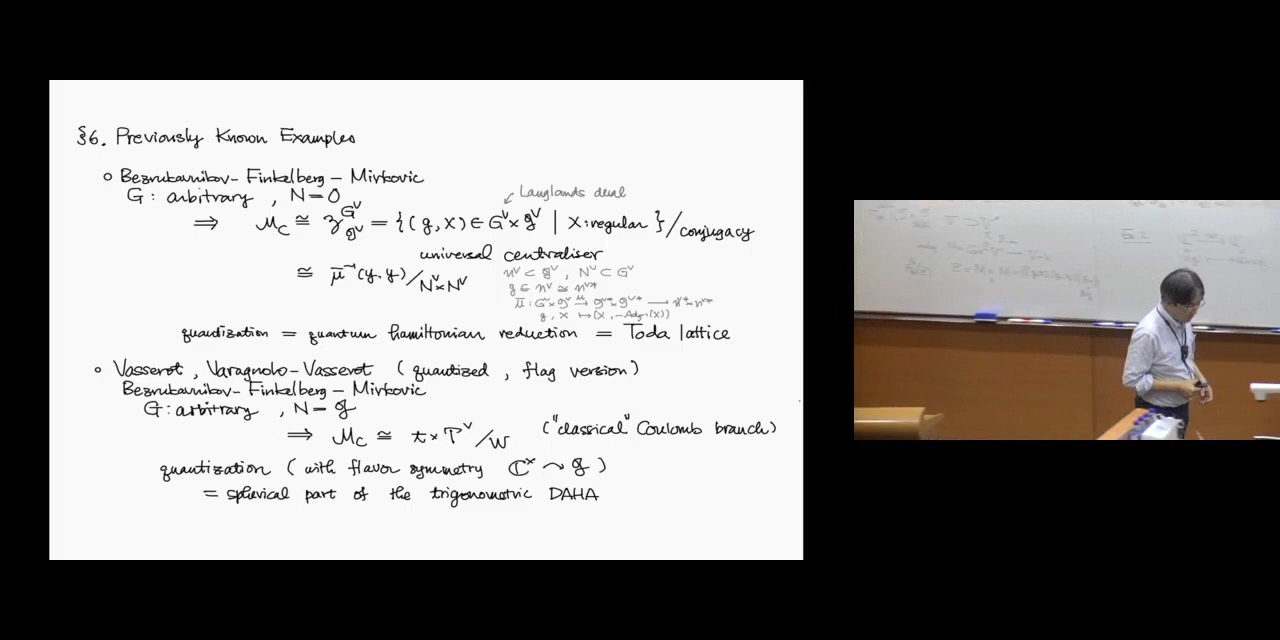 §6. Previously Known Examples
○ Bezrukavnikov-Finkelberg-Mirkovic
G: arbitrary, N=0
Langlands dual
⇒ M_C ≅ Z^{G^∨}_{g^∨} = {(g,X) ∈ G^∨×g^∨ | X:regular}/conjugacy
universal centraliser
≅ μ̄^{-1}(y,y)/N^∨×N^∨
n^∨ ⊂ g^∨, N^∨ ⊂ G^∨
y ∈ n^∨ ≅ n^{∨*}
μ̄: G^∨×g^∨ →^μ g^{∨*}×g^{∨*} → n^{∨*}×n^{∨*}
g, X ↦ (X, -Ad_{g^{-1}}(X))
quantization = quantum hamiltonian reduction = Toda lattice
○ Vasserot, Varagnolo-Vasserot (quantized, flag version)
Bezrukavnikov-Finkelberg-Mirkovic
G: arbitrary, N=g
⇒ M_C ≅ t×T^∨/W ("classical" Coulomb branch)
quantization (with flavor symmetry C^× ↷ g)
= spherical part of the trigonometric DAHA